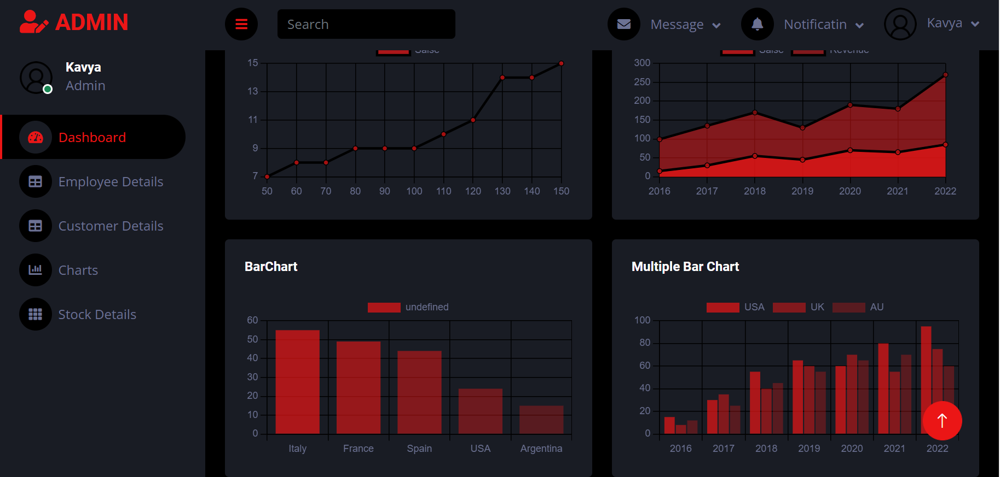 ADMIN
Search
Message
Notificatin
Kavya
Kavya
Admin
Dashboard
Employee Details
Customer Details
Charts
Stock Details
Salse
15
13
11
9
7
50 60 70 80 90 100 110 120 130 140 150
Salse Revenue
300
250
200
150
100
50
0
2016 2017 2018 2019 2020 2021 2022
BarChart
undefined
60
50
40
30
20
10
0
Italy France Spain USA Argentina
Multiple Bar Chart
USA UK AU
100
80
60
40
20
0
2016 2017 2018 2019 2020 2021 2022